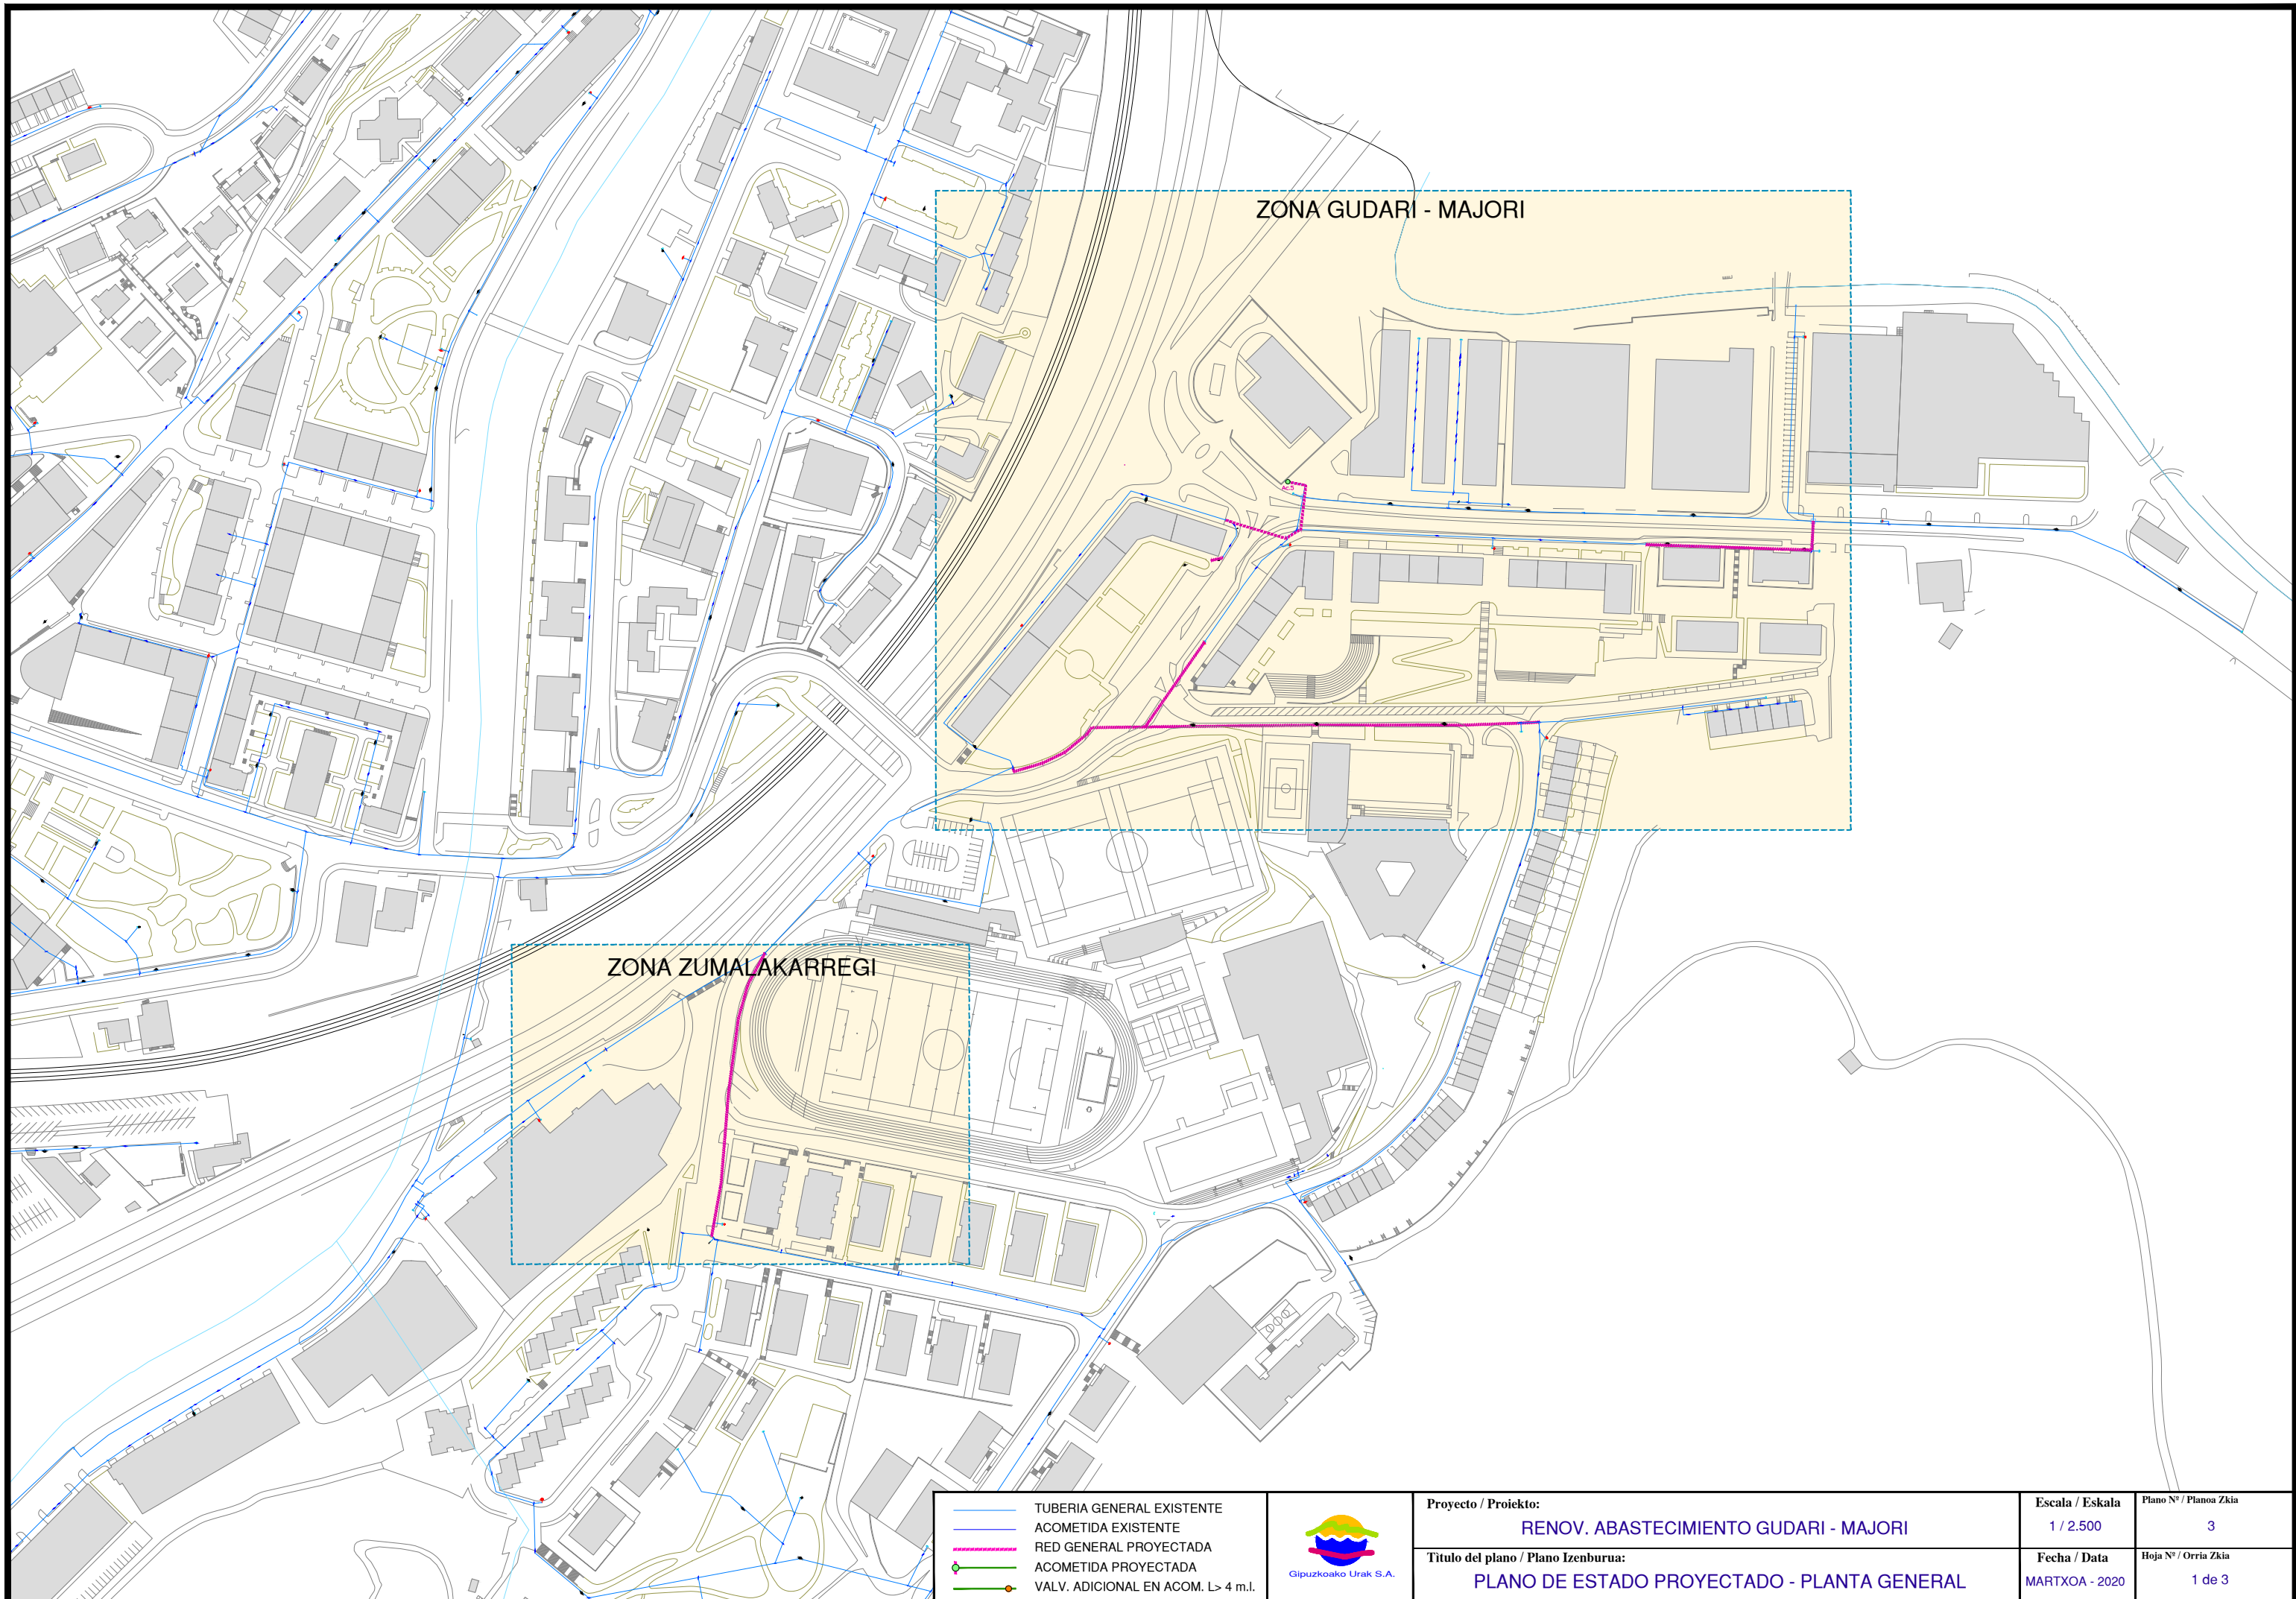 ZONA GUDARI - MAJORI
Ac.5
ZONA ZUMALAKARREGI
TUBERIA GENERAL EXISTENTE
ACOMETIDA EXISTENTE
RED GENERAL PROYECTADA
ACOMETIDA PROYECTADA
VALV. ADICIONAL EN ACOM. L> 4 m.l.
Gipuzkoako Urak S.A.
Proyecto / Proiekto:
RENOV. ABASTECIMIENTO GUDARI - MAJORI
Titulo del plano / Plano Izenburua:
PLANO DE ESTADO PROYECTADO - PLANTA GENERAL
Escala / Eskala
1 / 2.500
Fecha / Data
MARTXOA - 2020
Plano Nº / Planoa Zkia
3
Hoja Nº / Orria Zkia
1 de 3